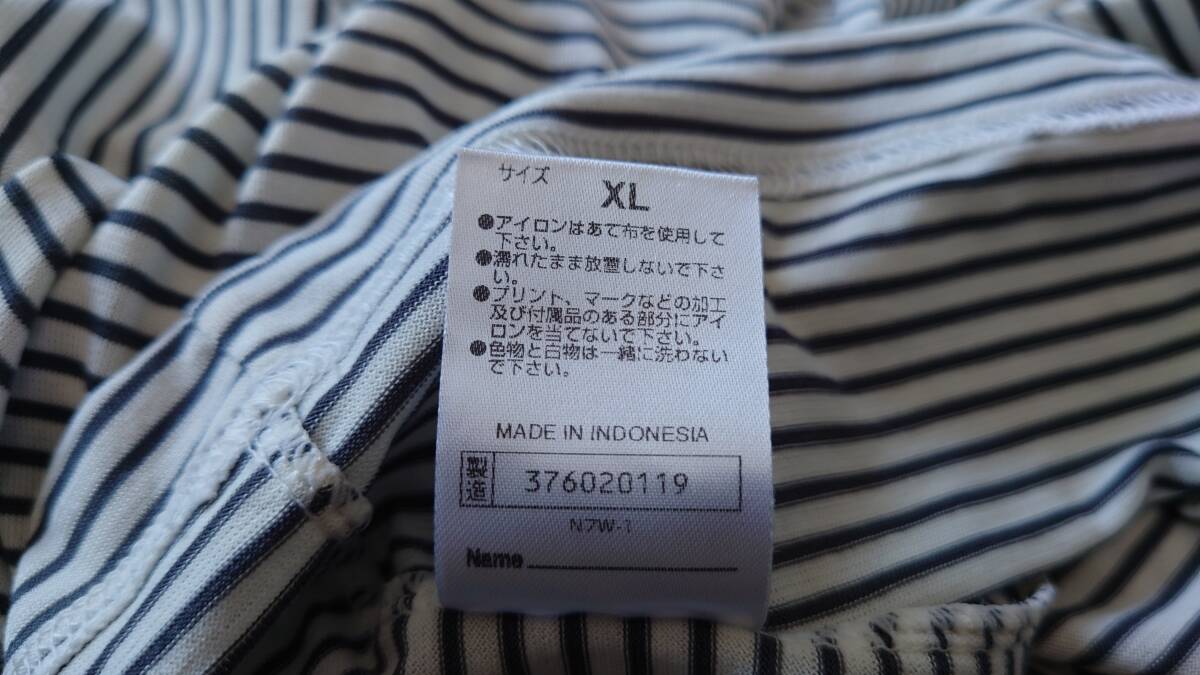 サイズ XL
●アイロンはあて布を使用して
下さい。
●濡れたまま放置しないで下さ
い。
●プリント、マークなどの加工
及び付属品のある部分にアイ
ロンを当てないで下さい。
●色物と白物は一緒に洗わない
で下さい。
MADE IN INDONESIA
製造 376020119
N7W-1
Name